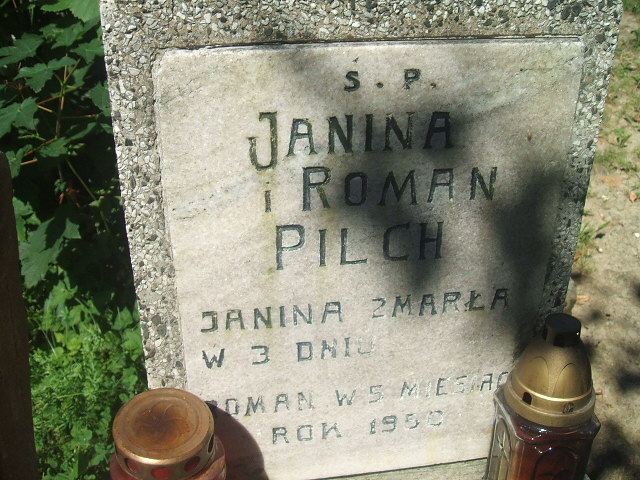 Ś. P.
JANINA
i ROMAN
PILCH
JANINA ZMARŁA
W 3 DNIU
ROMAN W 5 MIESIĄC
ROK 1950